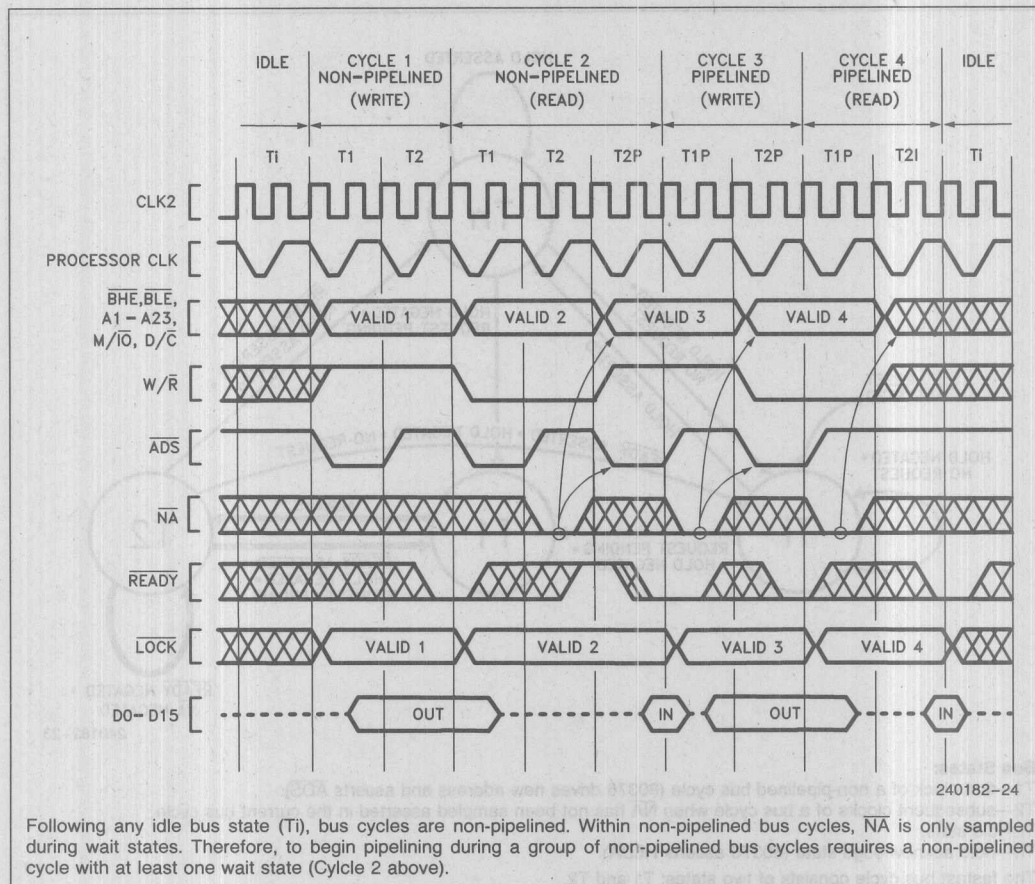 IDLE
CYCLE 1
NON-PIPELINED
(WRITE)
CYCLE 2
NON-PIPELINED
(READ)
CYCLE 3
PIPELINED
(WRITE)
CYCLE 4
PIPELINED
(READ)
IDLE
Ti T1 T2 T1 T2 T2P T1P T2P T1P T2I Ti
CLK2
PROCESSOR CLK
BHE,BLE,
A1-A23,
M/IO, D/C
VALID 1 VALID 2 VALID 3 VALID 4
W/R
ADS
NA
READY
LOCK
VALID 1 VALID 2 VALID 3 VALID 4
D0-D15
OUT IN OUT IN
240182-24
Following any idle bus state (Ti), bus cycles are non-pipelined. Within non-pipelined bus cycles, NA is only sampled
during wait states. Therefore, to begin pipelining during a group of non-pipelined bus cycles requires a non-pipelined
cycle with at least one wait state (Cylcle 2 above).